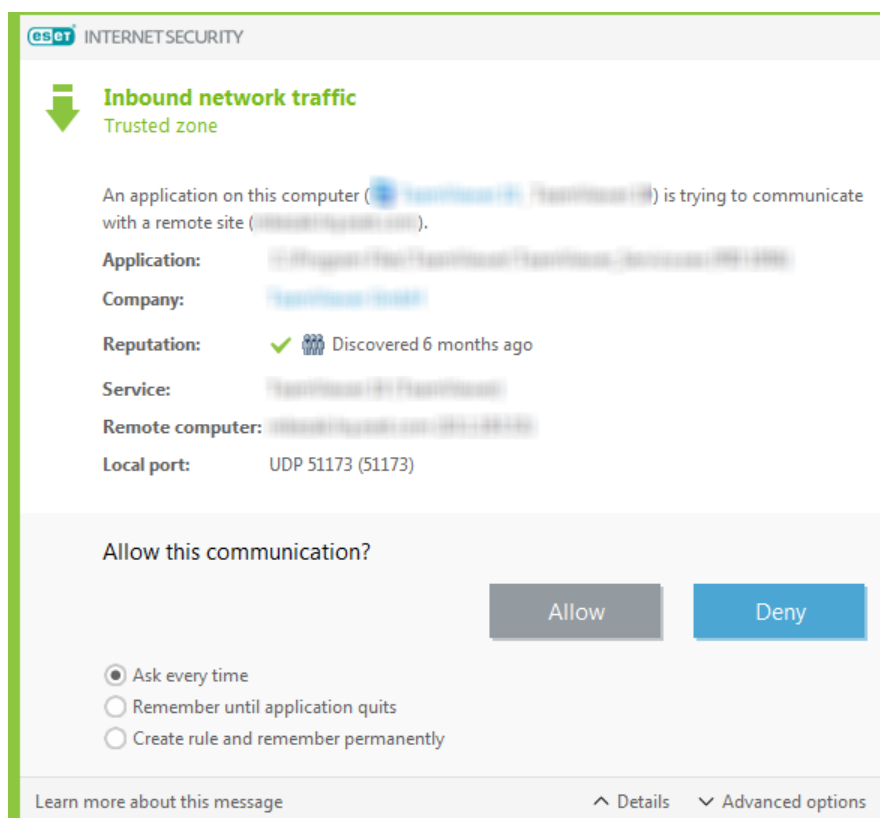 eseT INTERNET SECURITY
Inbound network traffic
Trusted zone
An application on this computer ( ) is trying to communicate
with a remote site ( ).
Application:
Company:
Reputation: Discovered 6 months ago
Service:
Remote computer:
Local port: UDP 51173 (51173)
Allow this communication?
Allow Deny
Ask every time
Remember until application quits
Create rule and remember permanently
Learn more about this message Details Advanced options